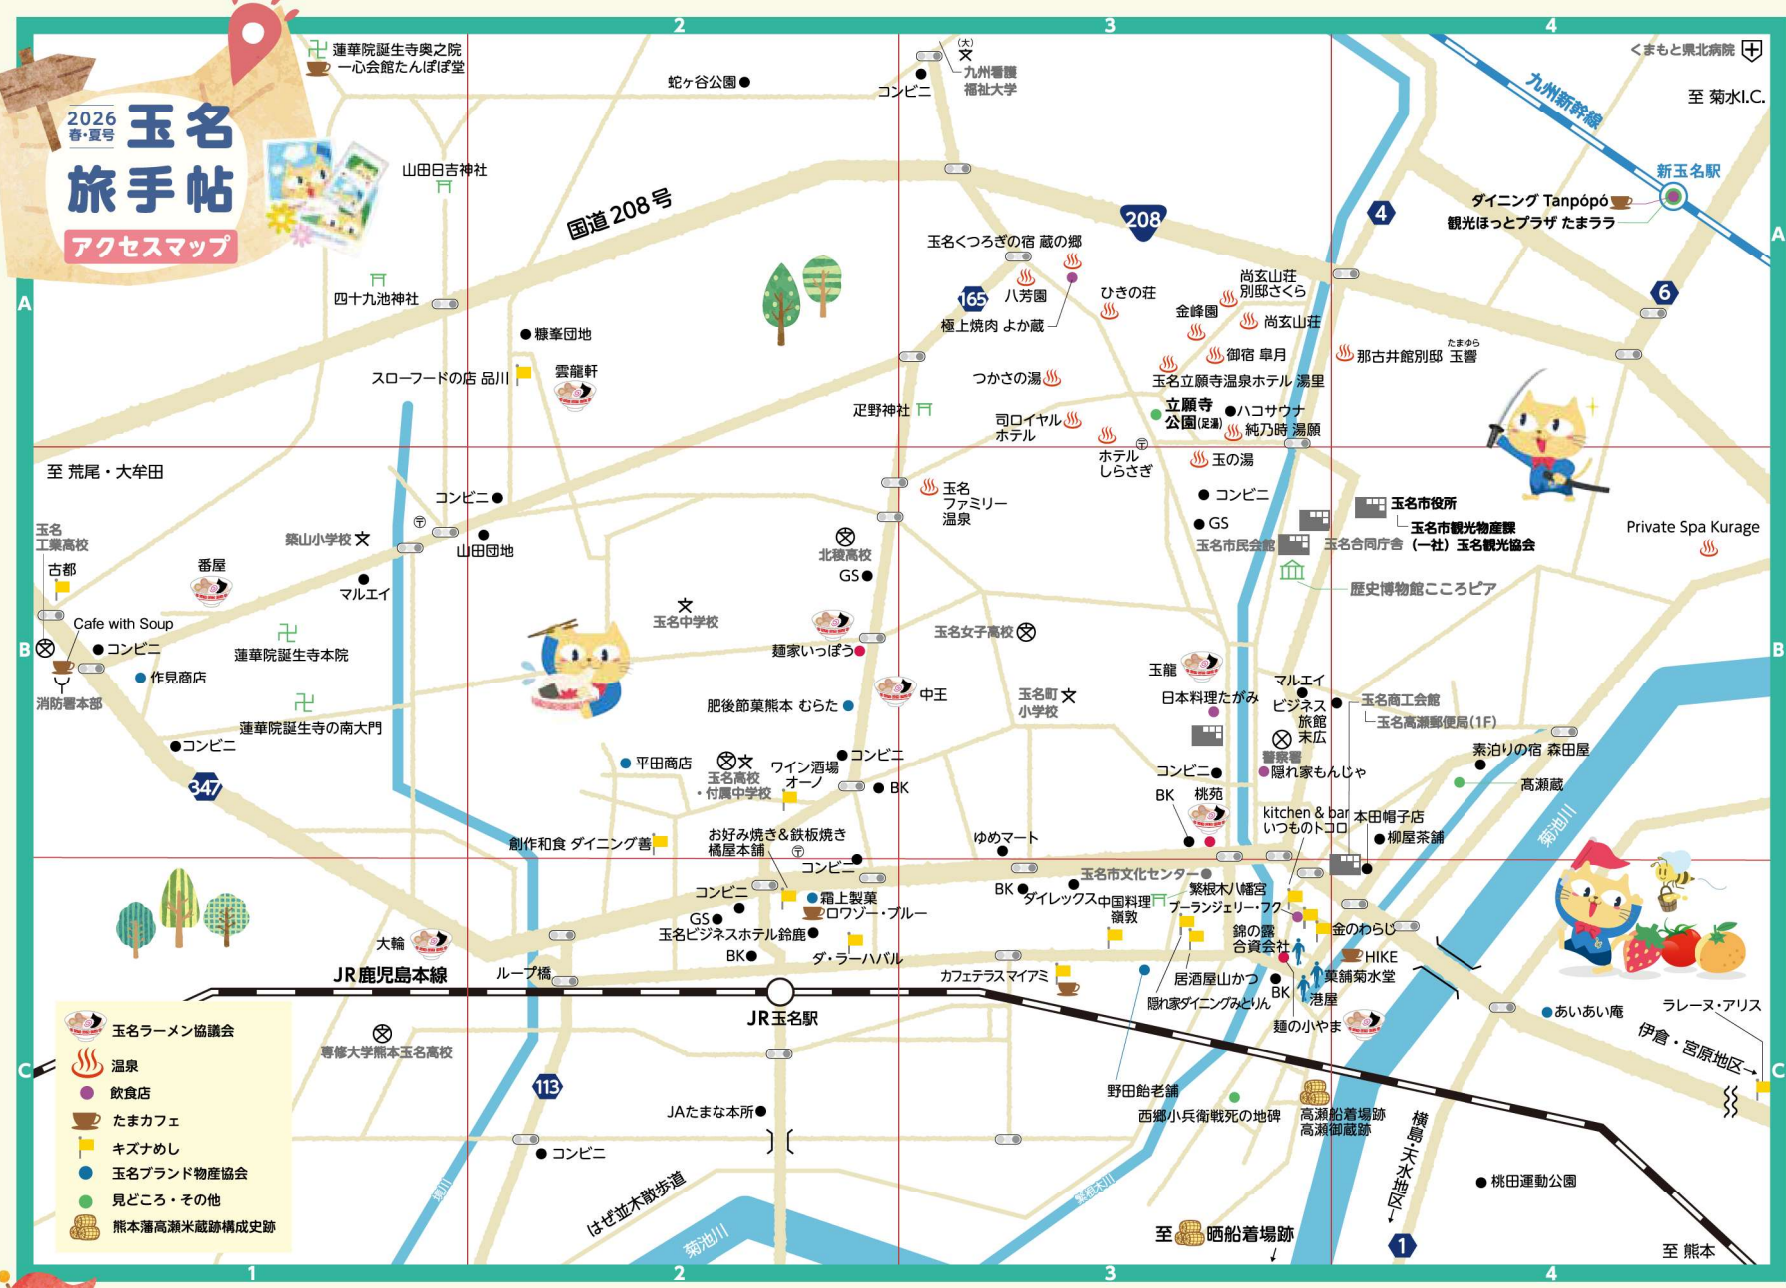 2026
春・夏号
玉名
旅手帖
アクセスマップ
1
2
3
4
A
B
C
蓮華院誕生寺奥之院
一心会館たんぽぽ堂
蛇ヶ谷公園
コンビニ
(大)
九州看護
福祉大学
くまもと県北病院
九州新幹線
至 菊水I.C.
新玉名駅
ダイニング Tanpópó
観光ほっとプラザ たまララ
山田日吉神社
国道208号
208
4
6
165
四十九池神社
玉名くつろぎの宿 蔵の郷
八芳園
極上焼肉 よか蔵
ひきの荘
尚玄山荘
別邸さくら
金峰園
尚玄山荘
糠峯団地
スローフードの店 品川
雲龍軒
つかさの湯
御宿 皐月
玉名立願寺温泉ホテル 湯里
たまゆら
那古井館別邸 玉響
疋野神社
司ロイヤル
ホテル
立願寺
公園(足湯)
ハコサウナ
純乃時 湯願
ホテル
しらさぎ
玉の湯
至 荒尾・大牟田
コンビニ
玉名
ファミリー
温泉
コンビニ
GS
玉名市役所
玉名市観光物産課
(一社)玉名観光協会
玉名市民会館
玉名合同庁舎
歴史博物館こころピア
Private Spa Kurage
玉名
工業高校
古都
築山小学校
山田団地
マルエイ
番屋
北稜高校
GS
Cafe with Soup
コンビニ
作見商店
消防署本部
蓮華院誕生寺本院
蓮華院誕生寺の南大門
コンビニ
347
玉名中学校
麺家いっぽう
玉名女子高校
中王
肥後節菓熊本 むらた
玉名町
小学校
玉龍
日本料理たがみ
マルエイ
ビジネス
旅館
末広
玉名商工会館
玉名高瀬郵便局(1F)
警察署
隠れ家もんじゃ
コンビニ
素泊りの宿 森田屋
高瀬蔵
平田商店
玉名高校
・付属中学校
ワイン酒場
オーノ
コンビニ
BK
BK
桃苑
kitchen & bar
いつものトコロ
本田帽子店
柳屋茶舗
菊池川
創作和食 ダイニング善
お好み焼き&鉄板焼き
橘屋本舗
コンビニ
ゆめマート
玉名市文化センター
BK
ダイレックス
中国料理
嶺敦
繁根木八幡宮
ブーランジェリー・フク
コンビニ
GS
霜上製菓
ロワゾー・ブルー
玉名ビジネスホテル鈴鹿
BK
ダ・ラーハバル
大輪
JR鹿児島本線
ループ橋
JR玉名駅
カフェテラスマイアミ
錦の露
合資会社
金のわらじ
HIKE
菓舗菊水堂
居酒屋山かつ
BK
港屋
隠れ家ダイニングみとりん
麺の小やま
あいあい庵
ラレーヌ・アリス
伊倉・宮原地区→
専修大学熊本玉名高校
113
JAたまな本所
コンビニ
野田飴老舗
西郷小兵衛戦死の地碑
高瀬船着場跡
高瀬御蔵跡
横島・天水地区→
はぜ並木散歩道
境川
菊池川
繁根木川
桃田運動公園
至 晒船着場跡
1
至 熊本
玉名ラーメン協議会
温泉
飲食店
たまカフェ
キズナめし
玉名ブランド物産協会
見どころ・その他
熊本藩高瀬米蔵跡構成史跡
1
2
3
4